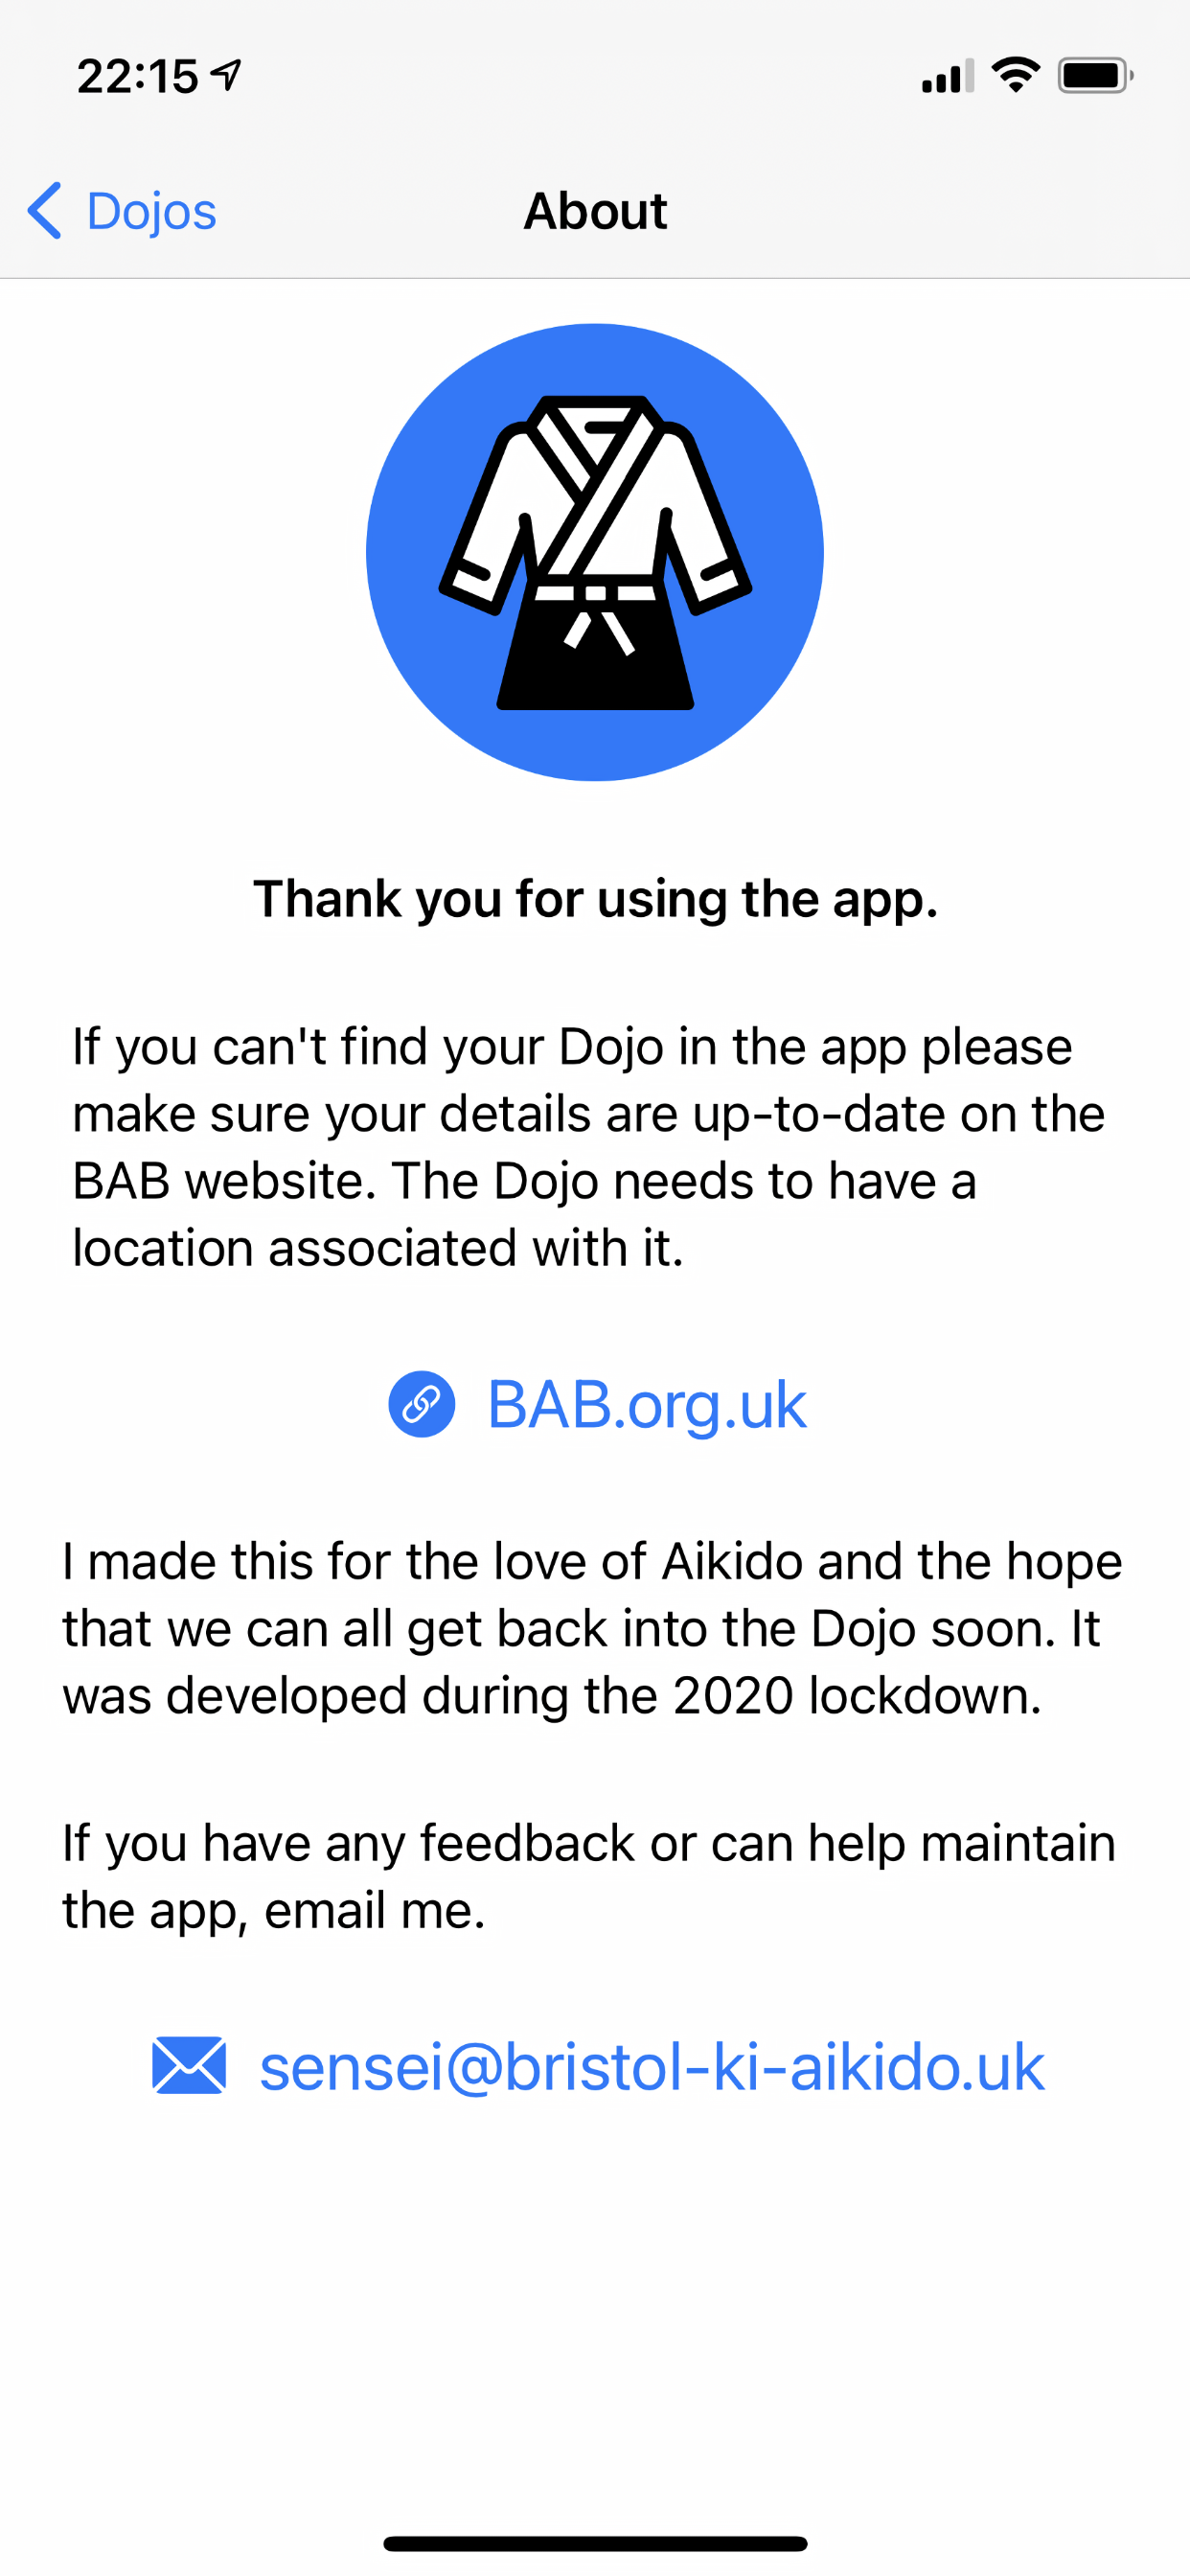 22:15
Dojos
About
Thank you for using the app.
If you can't find your Dojo in the app please
make sure your details are up-to-date on the
BAB website. The Dojo needs to have a
location associated with it.
BAB.org.uk
I made this for the love of Aikido and the hope
that we can all get back into the Dojo soon. It
was developed during the 2020 lockdown.
If you have any feedback or can help maintain
the app, email me.
sensei@bristol-ki-aikido.uk